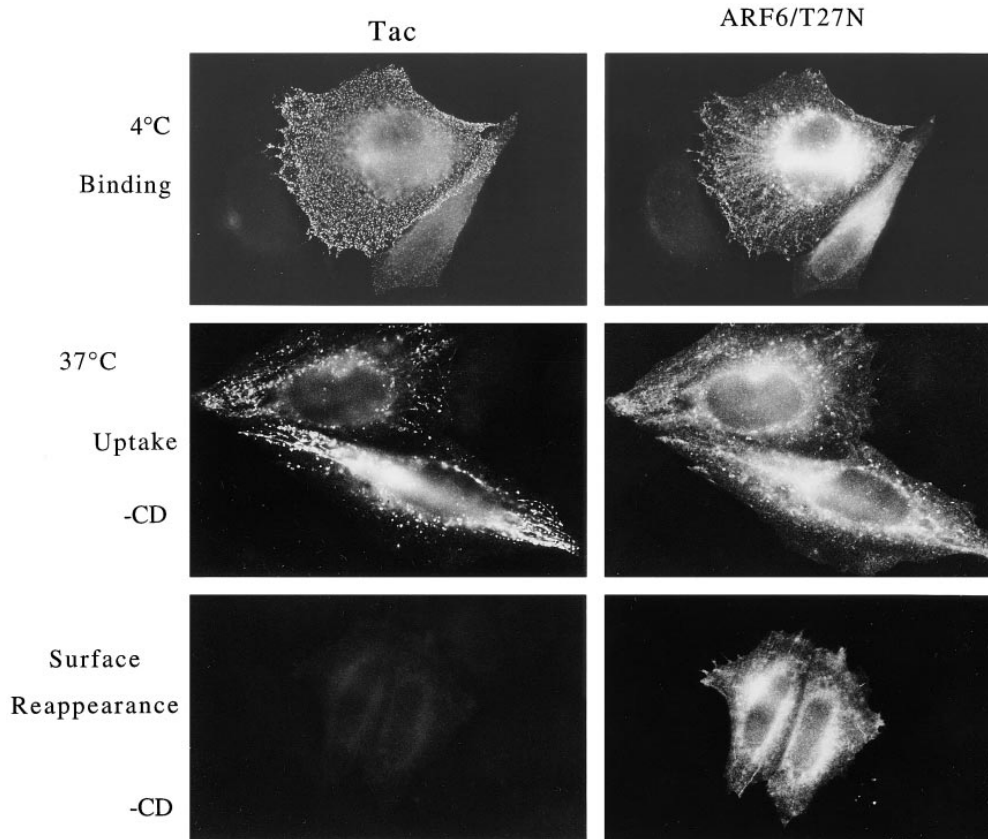 Tac
ARF6/T27N
4°C
Binding
37°C
Uptake
-CD
Surface
Reappearance
-CD